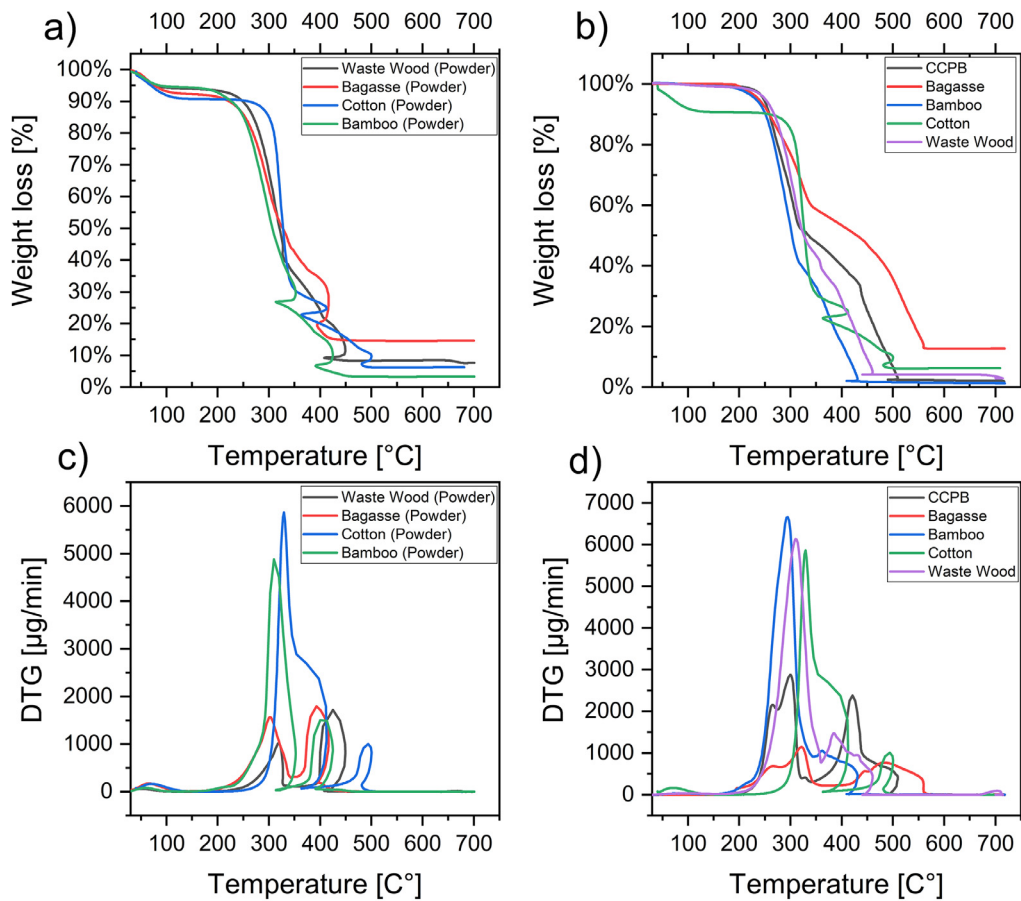 a)
100 200 300 400 500 600 700
100%
90%
80%
70%
60%
50%
40%
30%
20%
10%
0%
Weight loss [%]
Waste Wood (Powder)
Bagasse (Powder)
Cotton (Powder)
Bamboo (Powder)
100 200 300 400 500 600 700
Temperature [°C]
b)
100 200 300 400 500 600 700
100%
80%
60%
40%
20%
0%
Weight loss [%]
CCPB
Bagasse
Bamboo
Cotton
Waste Wood
100 200 300 400 500 600 700
Temperature [°C]
c)
6000
5000
4000
3000
2000
1000
0
DTG [µg/min]
Waste Wood (Powder)
Bagasse (Powder)
Cotton (Powder)
Bamboo (Powder)
100 200 300 400 500 600 700
Temperature [C°]
d)
7000
6000
5000
4000
3000
2000
1000
0
DTG [µg/min]
CCPB
Bagasse
Bamboo
Cotton
Waste Wood
100 200 300 400 500 600 700
Temperature [C°]